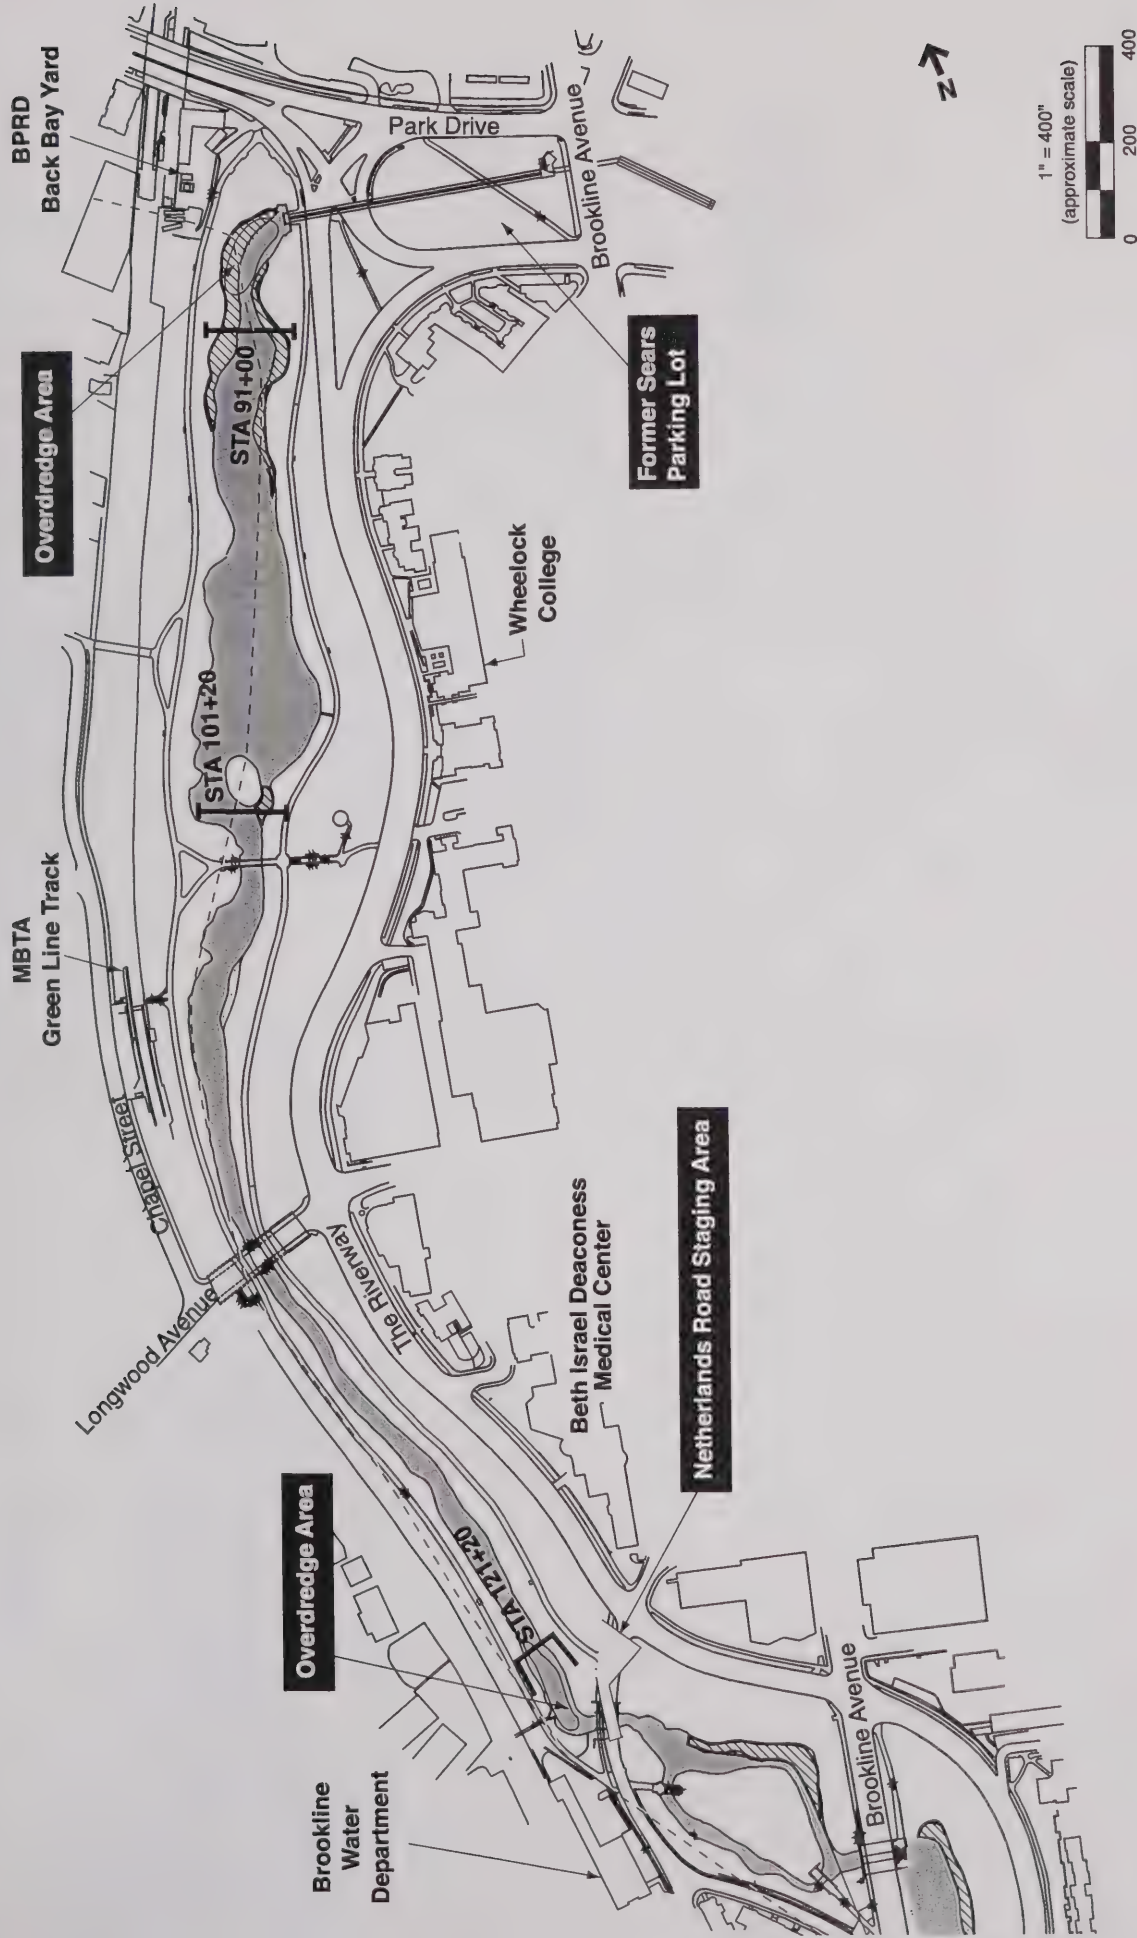 BPRD
Back Bay Yard
Overdredge Area
MBTA
Green Line Track
Chapel Street
Longwood Avenue
Overdredge Area
Brookline
Water
Department
STA 91+00
STA 101+20
STA 121+20
Park Drive
Brookline Avenue
Former Sears
Parking Lot
Wheelock
College
The Riverway
Beth Israel Deaconess
Medical Center
Netherlands Road Staging Area
Brookline Avenue
N
1" = 400"
(approximate scale)
0 200 400